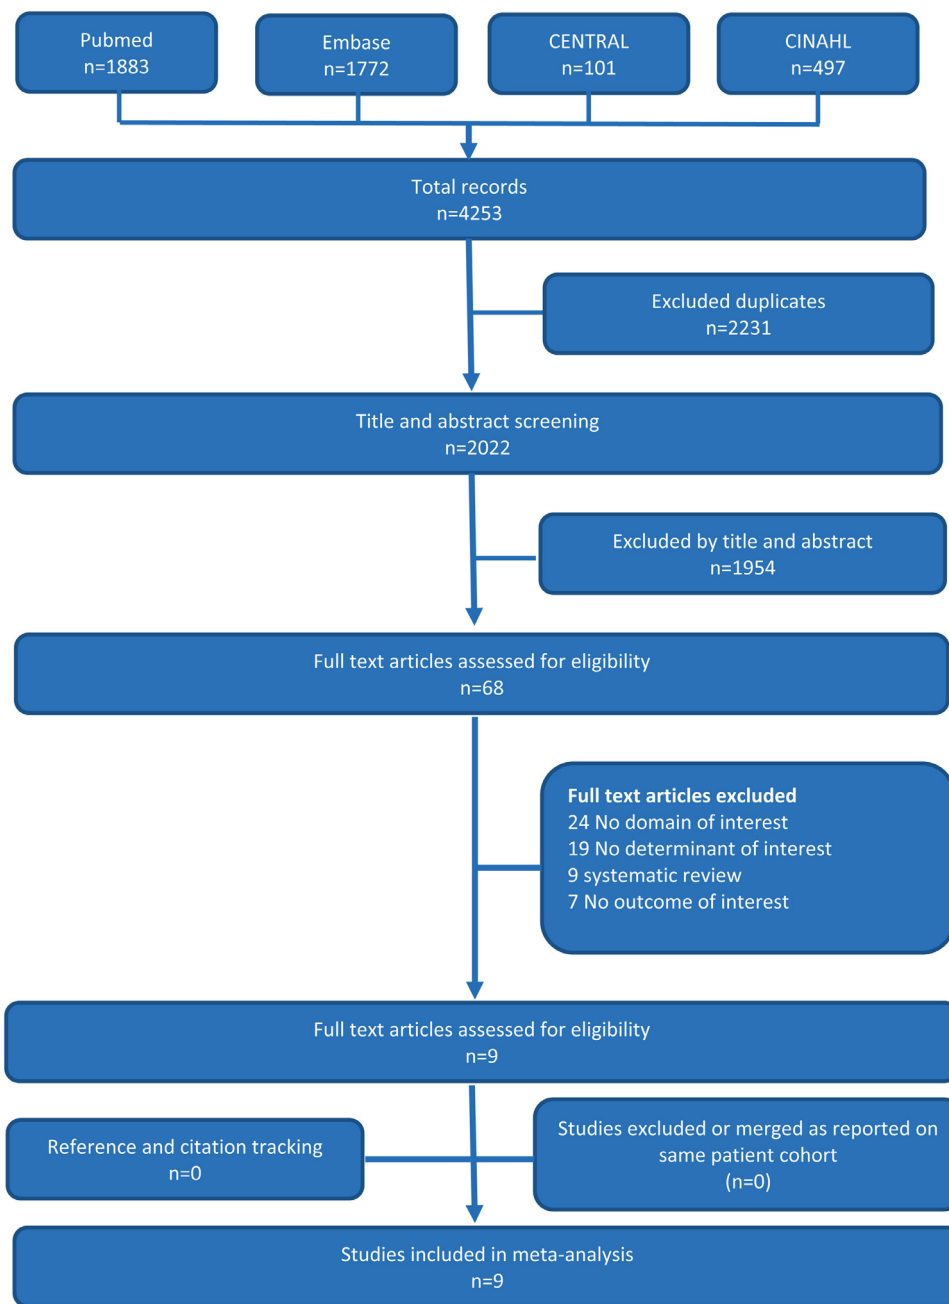 Pubmed
n=1883
Embase
n=1772
CENTRAL
n=101
CINAHL
n=497
Total records
n=4253
Excluded duplicates
n=2231
Title and abstract screening
n=2022
Excluded by title and abstract
n=1954
Full text articles assessed for eligibility
n=68
Full text articles excluded
24 No domain of interest
19 No determinant of interest
9 systematic review
7 No outcome of interest
Full text articles assessed for eligibility
n=9
Reference and citation tracking
n=0
Studies excluded or merged as reported on
same patient cohort
(n=0)
Studies included in meta-analysis
n=9